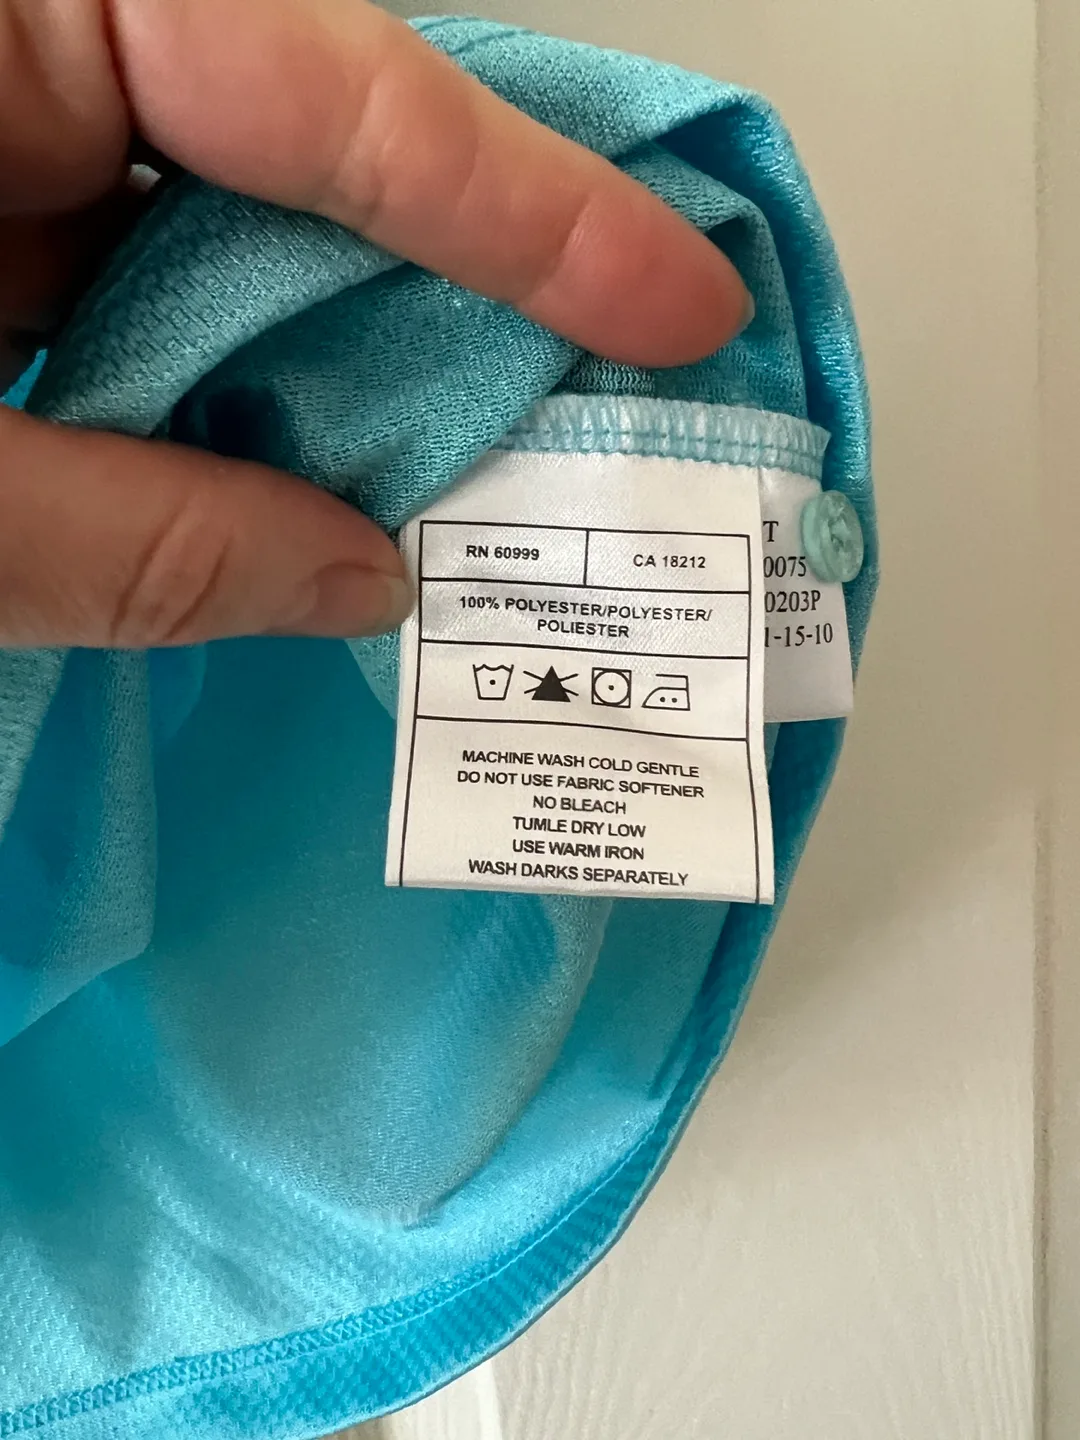 RN 60999
CA 18212
100% POLYESTER/POLYESTER/
POLIESTER
MACHINE WASH COLD GENTLE
DO NOT USE FABRIC SOFTENER
NO BLEACH
TUMLE DRY LOW
USE WARM IRON
WASH DARKS SEPARATELY
T
0075
0203P
1-15-10